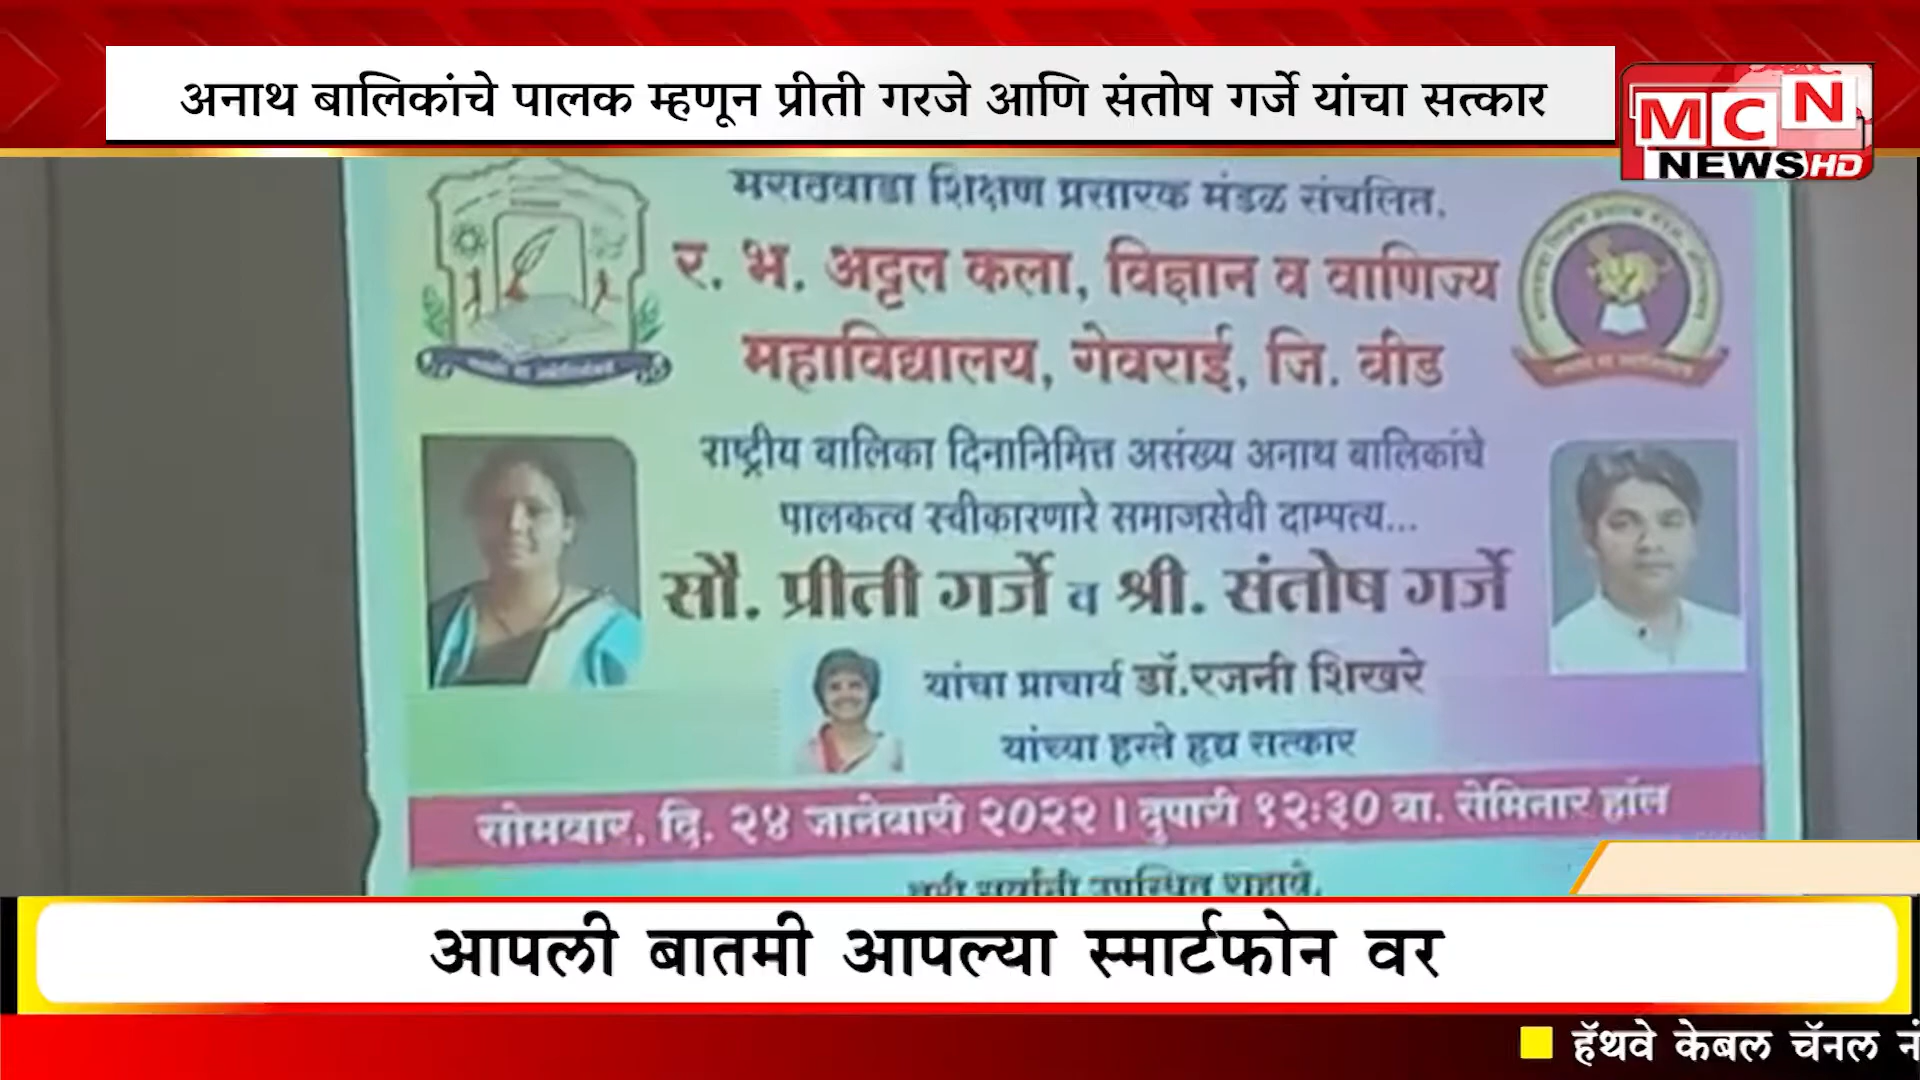 अनाथ बालिकांचे पालक म्हणून प्रीती गरजे आणि संतोष गर्जे यांचा सत्कार
MCN
NEWS HD
मराठवाडा शिक्षण प्रसारक मंडळ संचलित,
र. भ. अट्टल कला, विज्ञान व वाणिज्य
महाविद्यालय, गेवराई, जि. बीड
राष्ट्रीय बालिका दिनानिमित्त असंख्य अनाथ बालिकांचे
पालकत्व स्वीकारणारे समाजसेवी दाम्पत्य...
सौ. प्रीती गर्जे व श्री. संतोष गर्जे
यांचा प्राचार्य डॉ.रजनी शिखरे
यांच्या हस्ते हृद्य सत्कार
सोमवार, दि. २४ जानेवारी २०२२ । दुपारी १२:३० वा. सेमिनार हॉल
उपस्थित राहावे.
आपली बातमी आपल्या स्मार्टफोन वर
हॅथवे केबल चॅनल नं